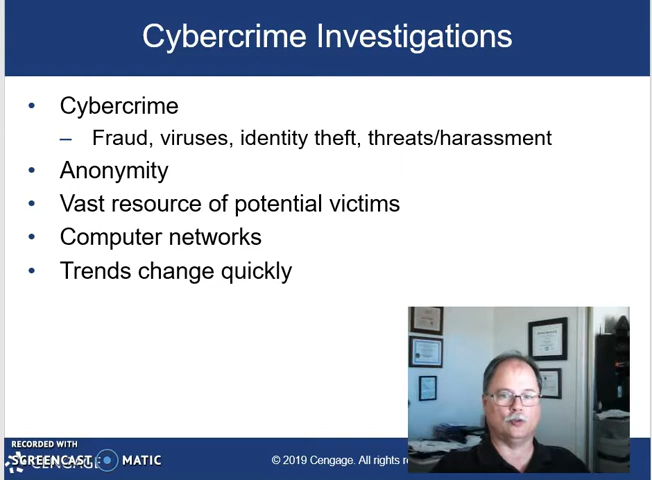 Cybercrime Investigations
• Cybercrime
– Fraud, viruses, identity theft, threats/harassment
• Anonymity
• Vast resource of potential victims
• Computer networks
• Trends change quickly
RECORDED WITH
SCREENCAST MATIC
CENGAGE
© 2019 Cengage. All rights